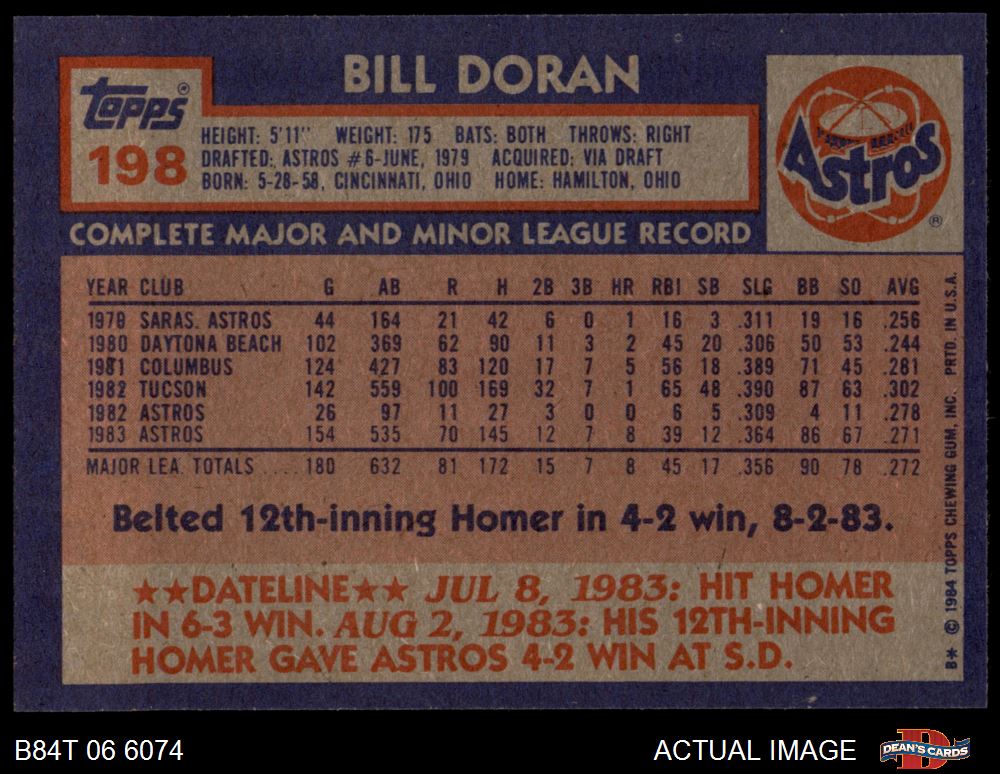 BILL DORAN
topps®
198
HEIGHT: 5'11" WEIGHT: 175 BATS: BOTH THROWS: RIGHT
DRAFTED: ASTROS #6-JUNE, 1979 ACQUIRED: VIA DRAFT
BORN: 5-28-58, CINCINNATI, OHIO HOME: HAMILTON, OHIO
Astros
®
COMPLETE MAJOR AND MINOR LEAGUE RECORD
YEAR CLUB G AB R H 2B 3B HR RBI SB SLG BB SO AVG
1979 SARAS. ASTROS 44 164 21 42 6 0 1 16 3 .311 19 16 .256
1980 DAYTONA BEACH 102 369 62 90 11 3 2 45 20 .306 50 53 .244
1981 COLUMBUS 124 427 83 120 17 7 5 56 18 .389 71 45 .281
1982 TUCSON 142 559 100 169 32 7 1 65 48 .390 87 63 .302
1982 ASTROS 26 97 11 27 3 0 0 6 5 .309 4 11 .278
1983 ASTROS 154 535 70 145 12 7 8 39 12 .364 86 67 .271
MAJOR LEA. TOTALS .... 180 632 81 172 15 7 8 45 17 .356 90 78 .272
Belted 12th-inning Homer in 4-2 win, 8-2-83.
★★DATELINE★★ JUL 8, 1983: HIT HOMER
IN 6-3 WIN. AUG 2, 1983: HIS 12TH-INNING
HOMER GAVE ASTROS 4-2 WIN AT S.D.
B* © 1984 TOPPS CHEWING GUM, INC. PRTD. IN U.S.A.
B84T 06 6074
ACTUAL IMAGE
DEAN'S CARDS